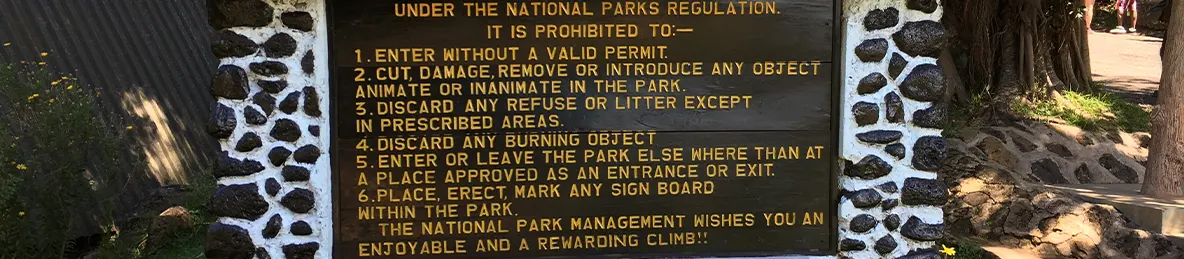 UNDER THE NATIONAL PARKS REGULATION.
IT IS PROHIBITED TO:—
1. ENTER WITHOUT A VALID PERMIT.
2. CUT, DAMAGE, REMOVE OR INTRODUCE ANY OBJECT
ANIMATE OR INANIMATE IN THE PARK.
3. DISCARD ANY REFUSE OR LITTER EXCEPT
IN PRESCRIBED AREAS.
4. DISCARD ANY BURNING OBJECT
5. ENTER OR LEAVE THE PARK ELSE WHERE THAN AT
A PLACE APPROVED AS AN ENTRANCE OR EXIT.
6. PLACE, ERECT, MARK ANY SIGN BOARD
WITHIN THE PARK.
THE NATIONAL PARK MANAGEMENT WISHES YOU AN
ENJOYABLE AND A REWARDING CLIMB!!